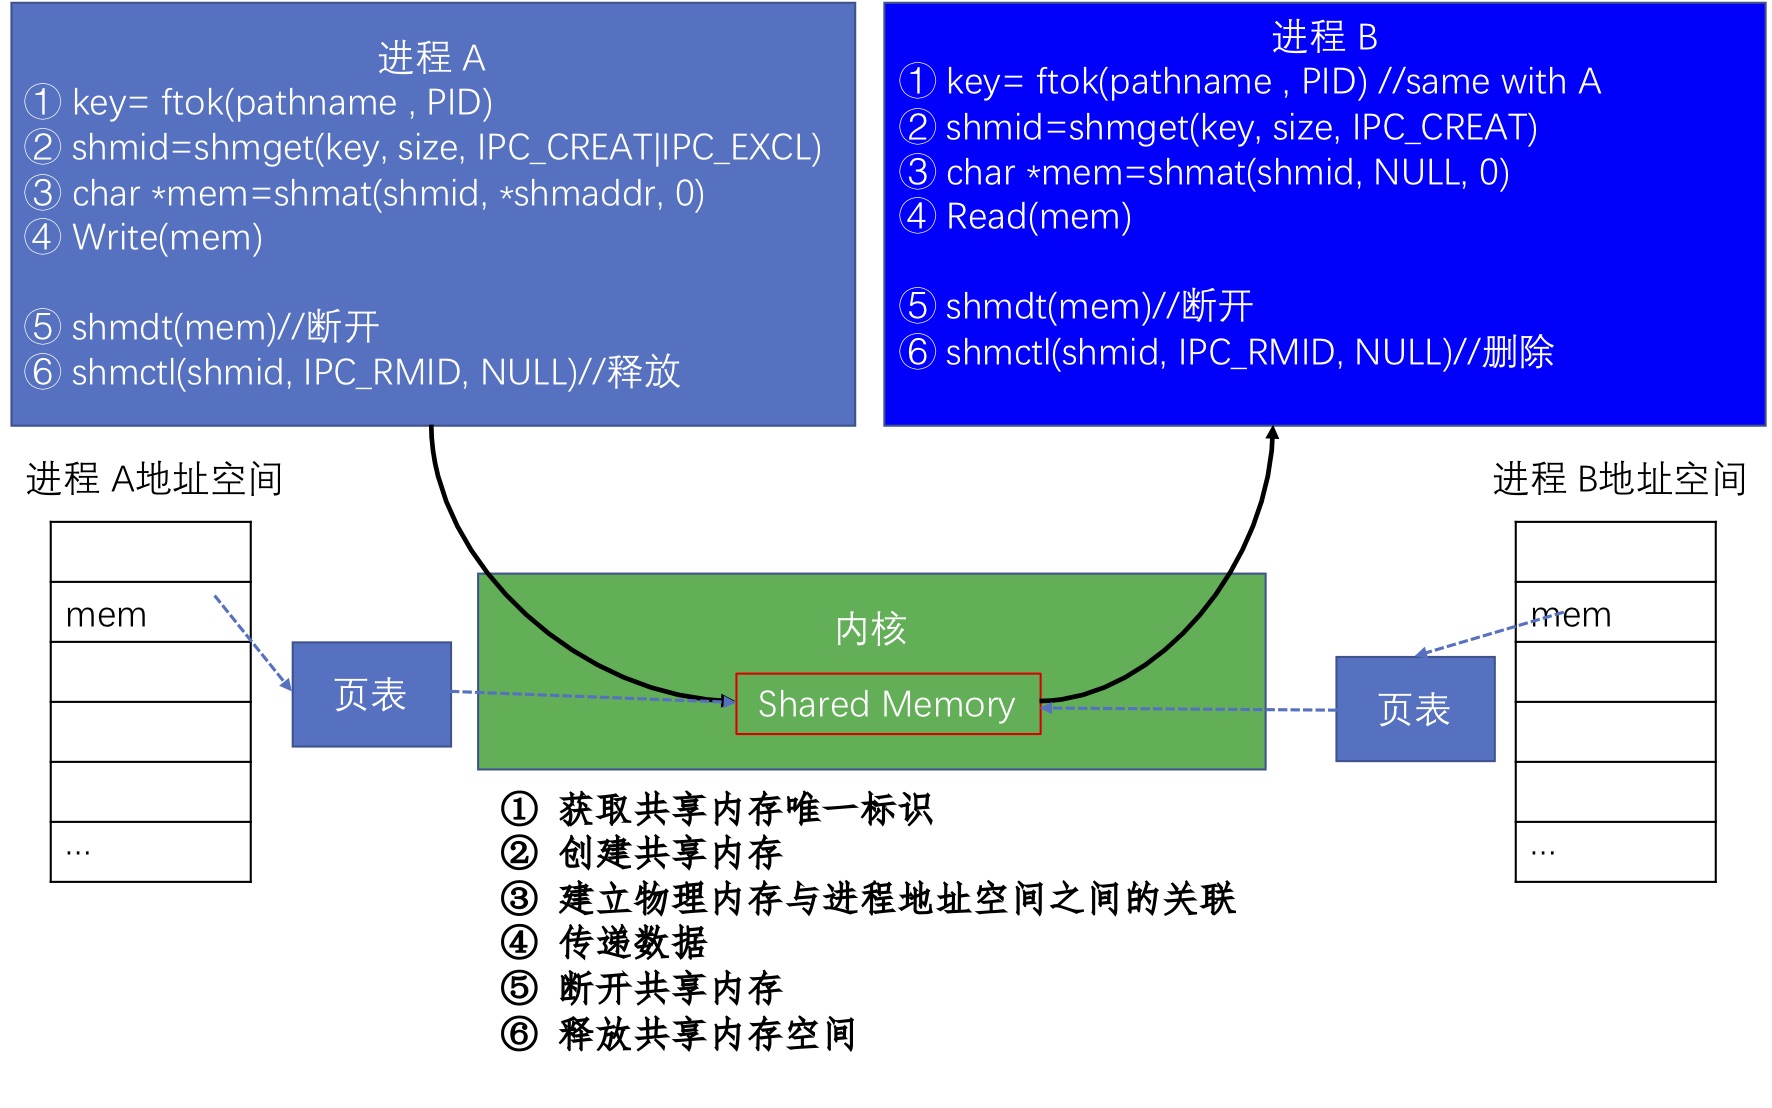 进程 A
① key= ftok(pathname , PID)
② shmid=shmget(key, size, IPC_CREAT|IPC_EXCL)
③ char *mem=shmat(shmid, *shmaddr, 0)
④ Write(mem)
⑤ shmdt(mem)//断开
⑥ shmctl(shmid, IPC_RMID, NULL)//释放
进程 B
① key= ftok(pathname , PID) //same with A
② shmid=shmget(key, size, IPC_CREAT)
③ char *mem=shmat(shmid, NULL, 0)
④ Read(mem)
⑤ shmdt(mem)//断开
⑥ shmctl(shmid, IPC_RMID, NULL)//删除
进程 A地址空间
mem
...
页表
内核
Shared Memory
进程 B地址空间
mem
...
页表
① 获取共享内存唯一标识
② 创建共享内存
③ 建立物理内存与进程地址空间之间的关联
④ 传递数据
⑤ 断开共享内存
⑥ 释放共享内存空间